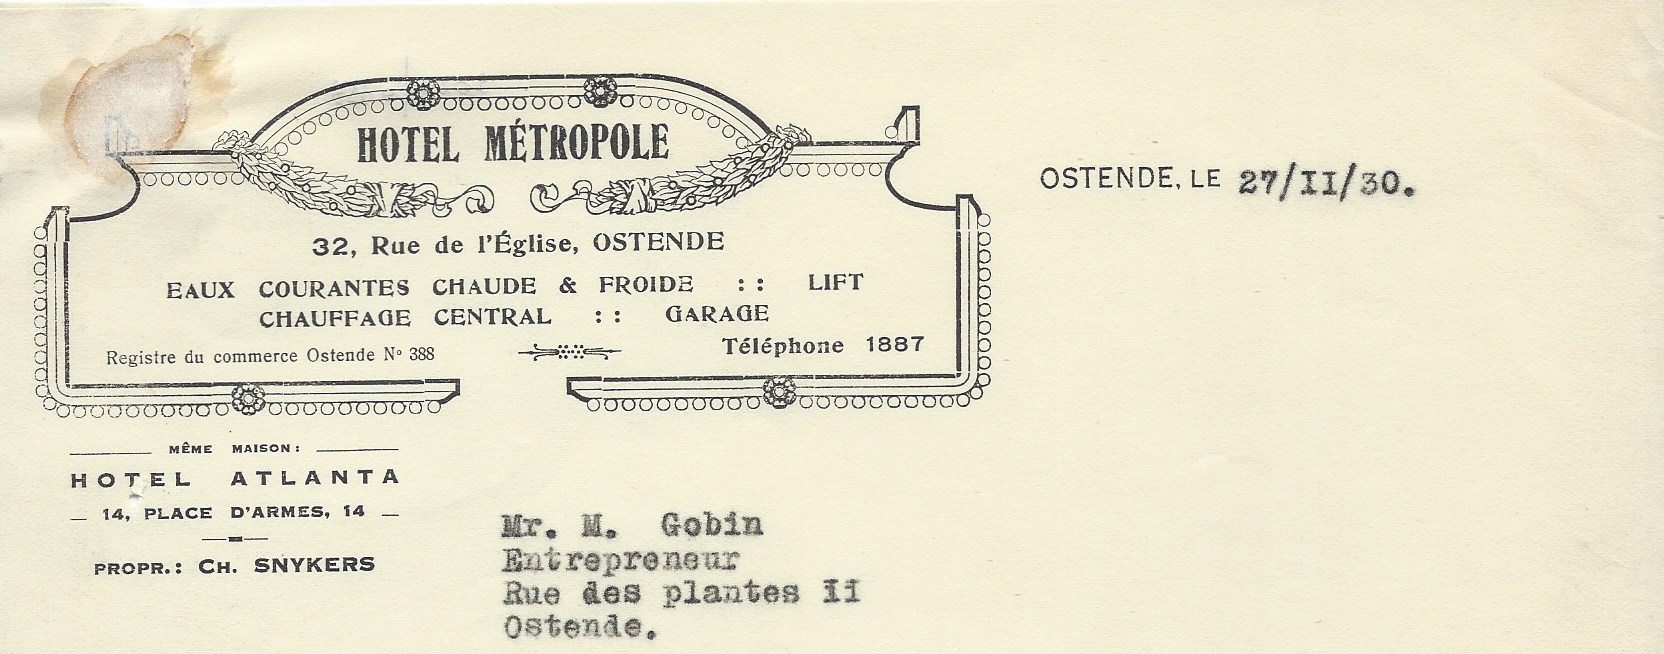 HOTEL MÉTROPOLE
32, Rue de l'Église, OSTENDE
EAUX COURANTES CHAUDE & FROIDE :: LIFT
CHAUFFAGE CENTRAL :: GARAGE
Registre du commerce Ostende No 388
Téléphone 1887
OSTENDE, LE 27/II/30.
MÊME MAISON:
HOTEL ATLANTA
14, PLACE D'ARMES, 14
PROPR.: CH. SNYKERS
Mr. M. Gobin
Entrepreneur
Rue des plantes II
Ostende.